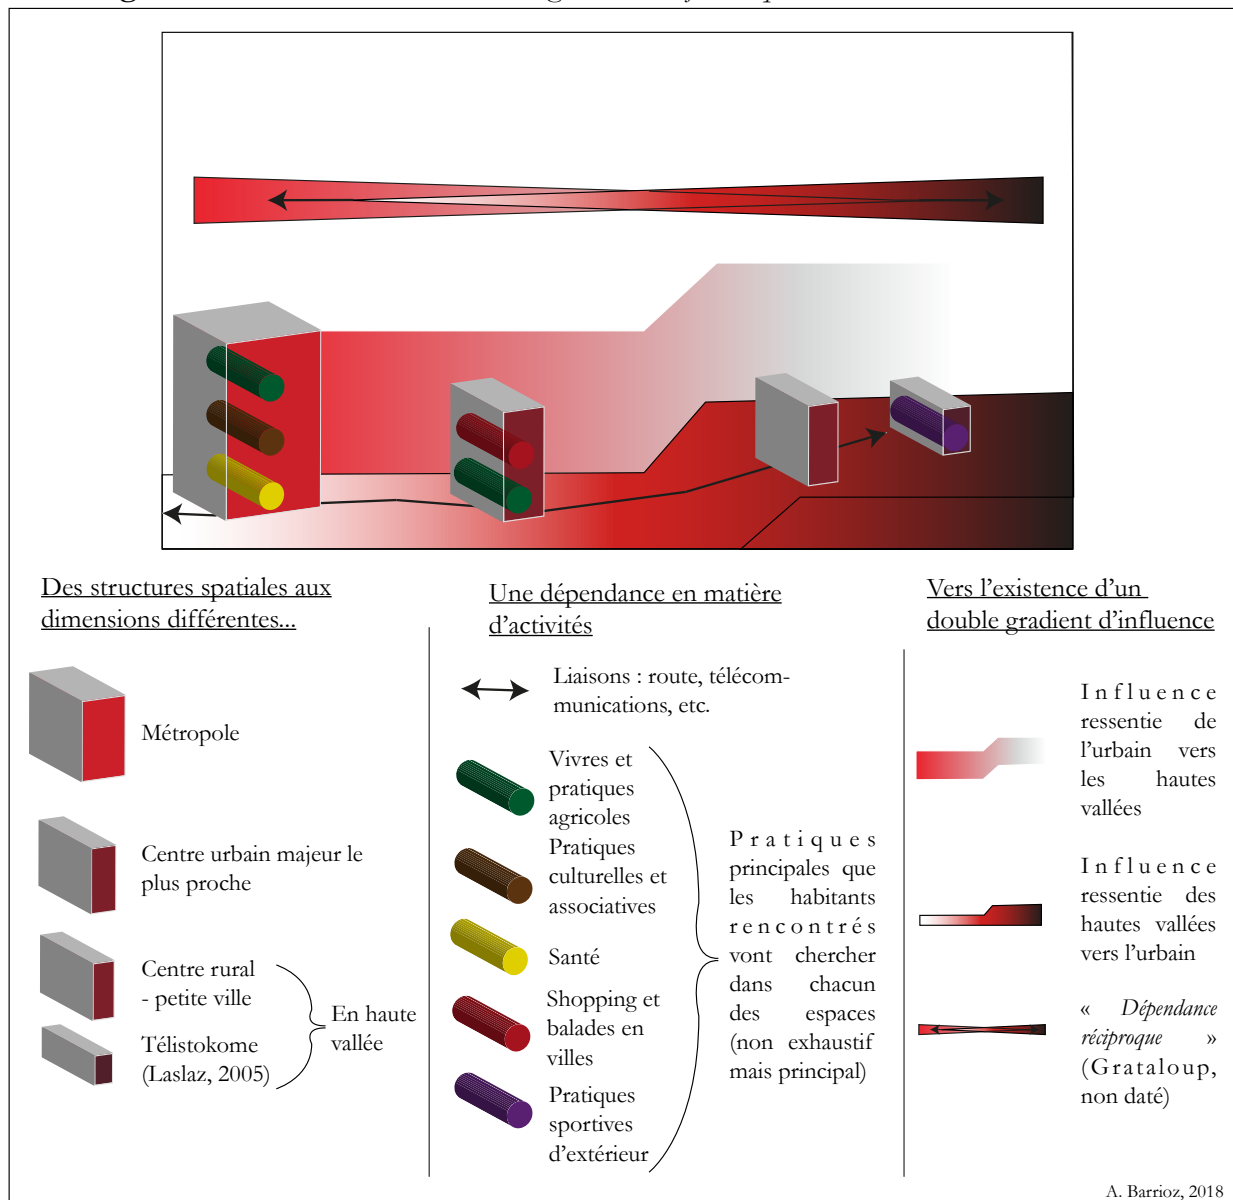 Des structures spatiales aux
dimensions différentes...
Métropole
Centre urbain majeur le
plus proche
Centre rural
- petite ville
Télistokome
(Laslaz, 2005)
En haute
vallée
Une dépendance en matière
d'activités
Liaisons : route, télécom-
munications, etc.
Vivres et
pratiques
agricoles
Pratiques
culturelles et
associatives
Santé
Shopping et
balades en
villes
Pratiques
sportives
d'extérieur
Pratiques
principales que
les habitants
rencontrés
vont chercher
dans chacun
des espaces
(non exhaustif
mais principal)
Vers l'existence d'un
double gradient d'influence
Influence
ressentie de
l'urbain vers
les hautes
vallées
Influence
ressentie des
hautes vallées
vers l'urbain
« Dépendance
réciproque »
(Grataloup,
non daté)
A. Barrioz, 2018